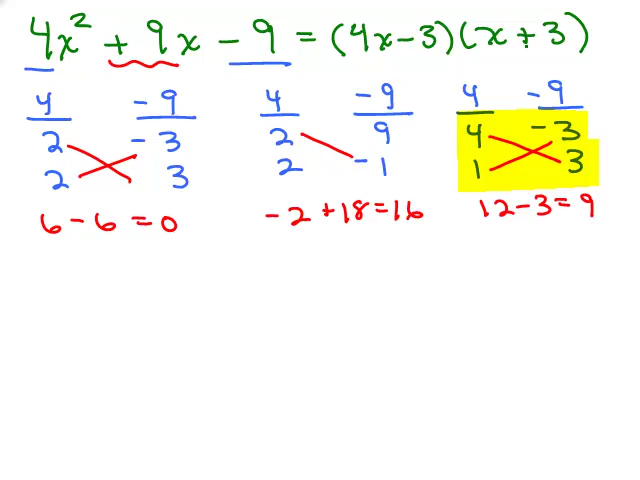 4x² + 9x - 9 = (4x - 3)(x + 3)
4 -9 4 -9 4 -9
2 -3 2 9 4 -3
2 3 2 -1 1 3
6 - 6 = 0 -2 + 18 = 16 12 - 3 = 9